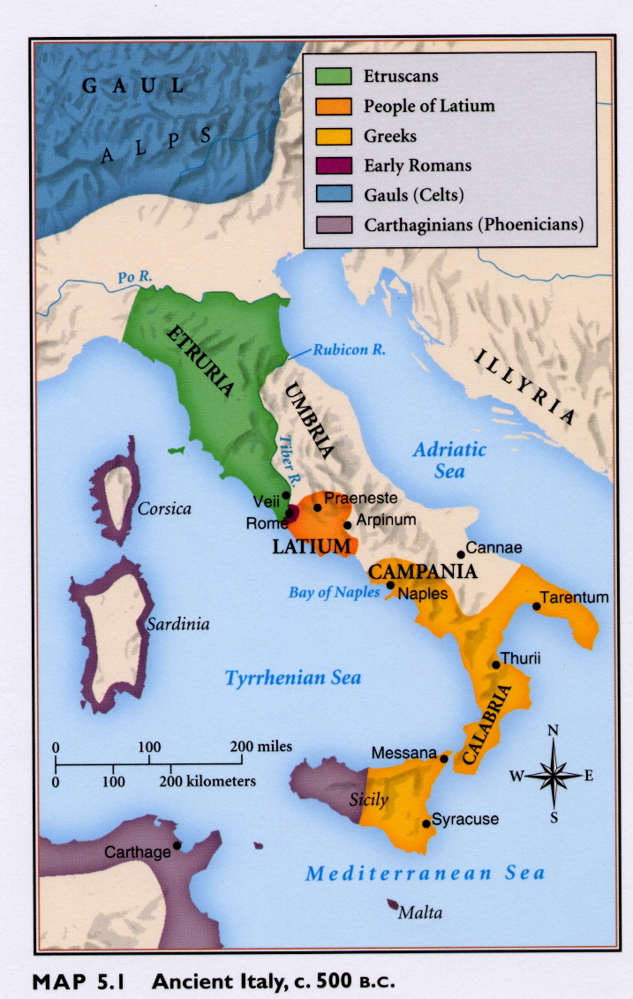 GAUL
ALPS
Etruscans
People of Latium
Greeks
Early Romans
Gauls (Celts)
Carthaginians (Phoenicians)
Po R.
ETRURIA
Rubicon R.
ILLYRIA
UMBRIA
Adriatic
Sea
Tiber R.
Corsica
Veii
Praeneste
Rome
Arpinum
LATIUM
Cannae
CAMPANIA
Bay of Naples
Naples
Tarentum
Sardinia
Thurii
Tyrrhenian Sea
CALABRIA
0 100 200 miles
0 100 200 kilometers
Messana
N
W E
S
Sicily
Syracuse
Carthage
Mediterranean Sea
Malta
MAP 5.1 Ancient Italy, c. 500 B.C.